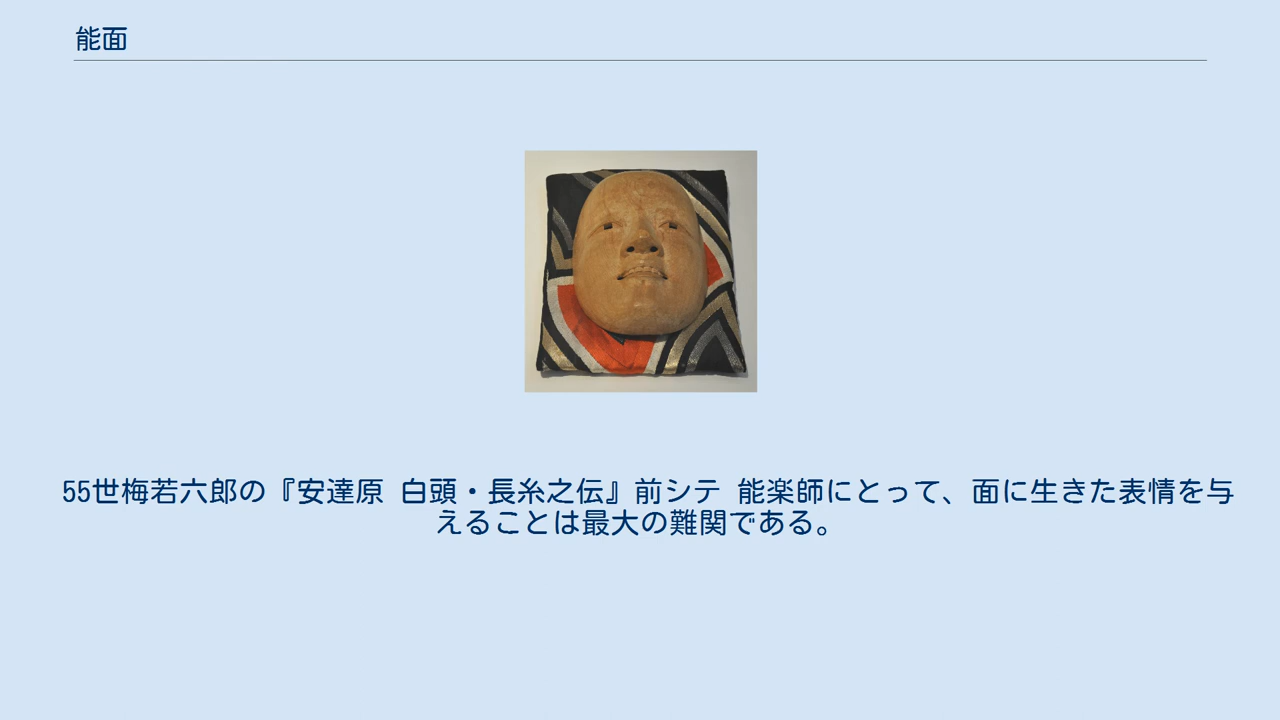 能面
55世梅若六郎の『安達原 白頭・長糸之伝』前シテ 能楽師にとって、面に生きた表情を与
えることは最大の難関である。